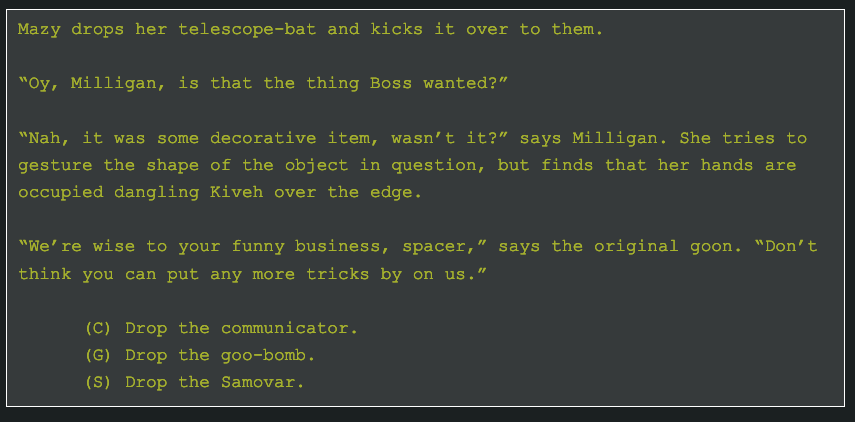 Mazy drops her telescope-bat and kicks it over to them.
“Oy, Milligan, is that the thing Boss wanted?”
“Nah, it was some decorative item, wasn’t it?” says Milligan. She tries to
gesture the shape of the object in question, but finds that her hands are
occupied dangling Kiveh over the edge.
“We’re wise to your funny business, spacer,” says the original goon. “Don’t
think you can put any more tricks by on us.”
(C) Drop the communicator.
(G) Drop the goo-bomb.
(S) Drop the Samovar.